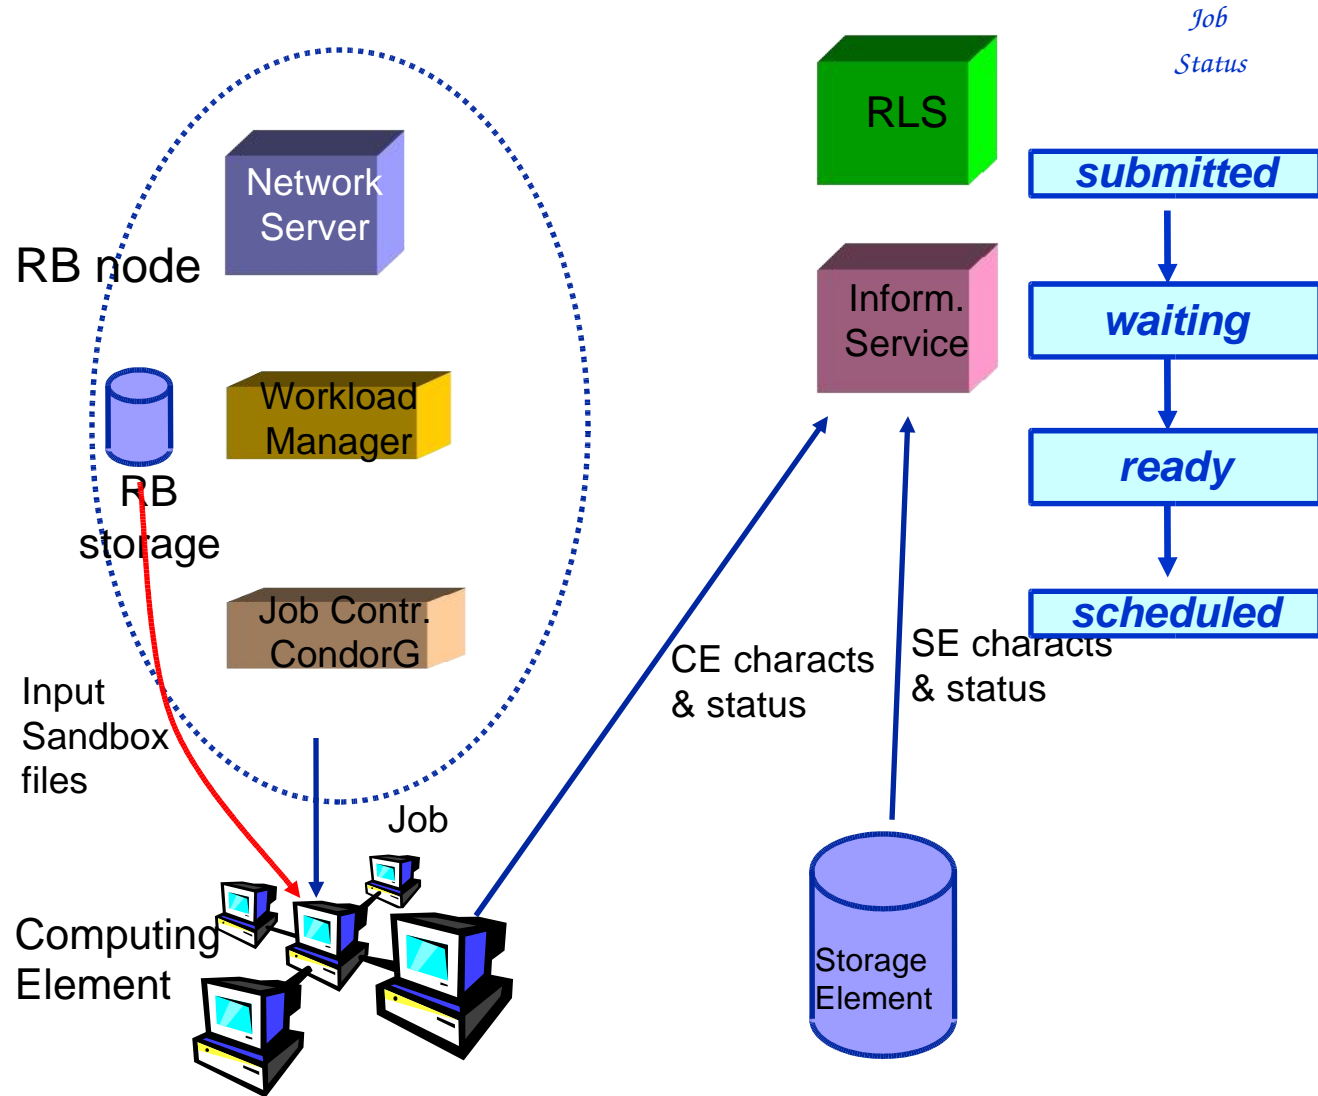 Job
Status
RLS
submitted
Network
Server
RB node
Inform.
Service
waiting
Workload
Manager
ready
RB
storage
Job Contr.
CondorG
scheduled
CE characts
& status
SE characts
& status
Input
Sandbox
files
Job
Computing
Element
Storage
Element